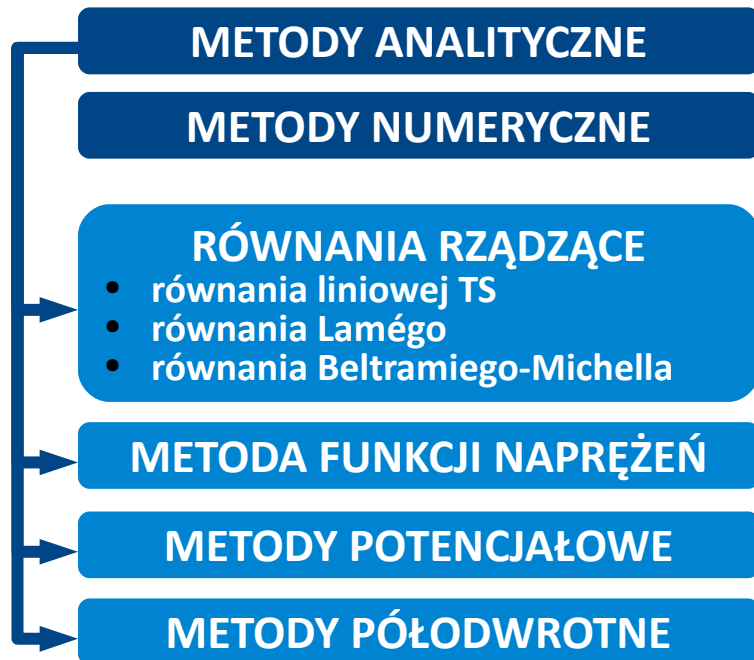 METODY ANALITYCZNE
METODY NUMERYCZNE
RÓWNANIA RZĄDZĄCE
• równania liniowej TS
• równania Lamégo
• równania Beltramiego-Michella
METODA FUNKCJI NAPRĘŻEŃ
METODY POTENCJAŁOWE
METODY PÓŁODWROTNE